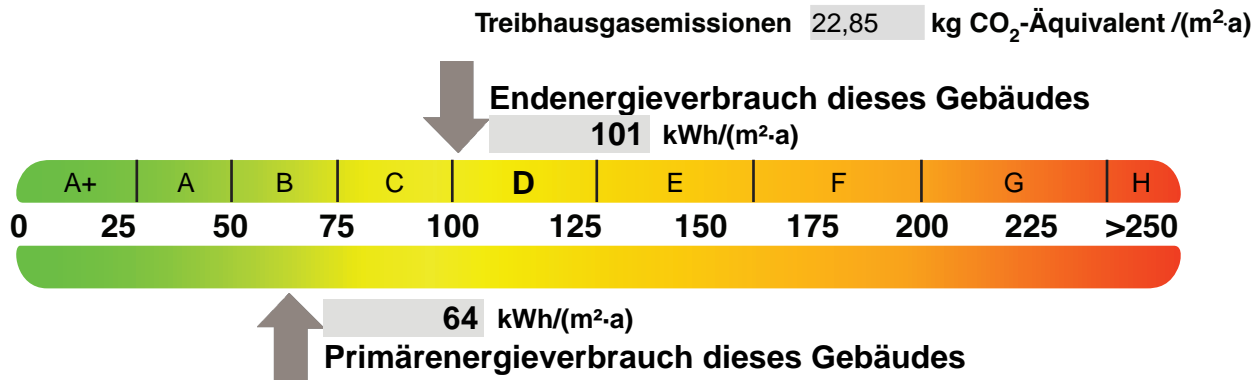 Treibhausgasemissionen 22,85 kg CO₂-Äquivalent /(m²·a)
Endenergieverbrauch dieses Gebäudes
101 kWh/(m²·a)
A+ A B C D E F G H
0 25 50 75 100 125 150 175 200 225 >250
64 kWh/(m²·a)
Primärenergieverbrauch dieses Gebäudes